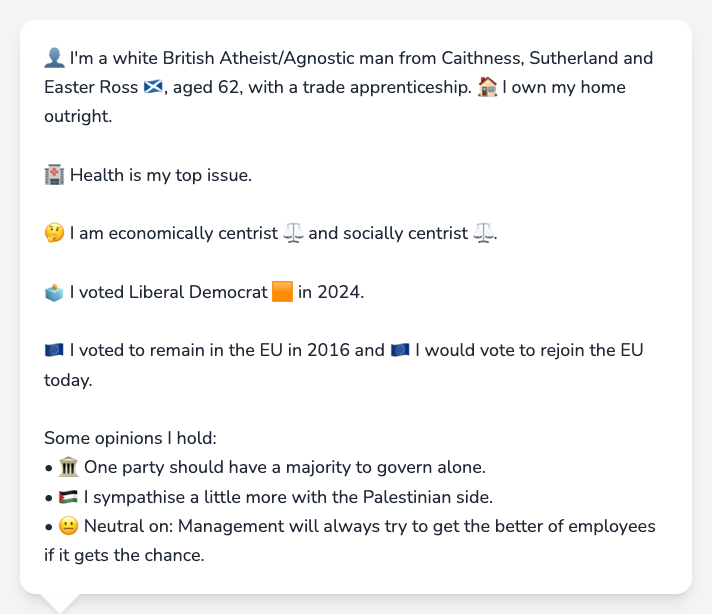 👤 I'm a white British Atheist/Agnostic man from Caithness, Sutherland and
Easter Ross 🏴󠁧󠁢󠁳󠁣󠁴󠁿, aged 62, with a trade apprenticeship. 🏠 I own my home
outright.
🏥 Health is my top issue.
🤔 I am economically centrist ⚖️ and socially centrist ⚖️.
🗳️ I voted Liberal Democrat 🟧 in 2024.
🇪🇺 I voted to remain in the EU in 2016 and 🇪🇺 I would vote to rejoin the EU
today.
Some opinions I hold:
• 🏛️ One party should have a majority to govern alone.
• 🇵🇸 I sympathise a little more with the Palestinian side.
• 😐 Neutral on: Management will always try to get the better of employees
if it gets the chance.